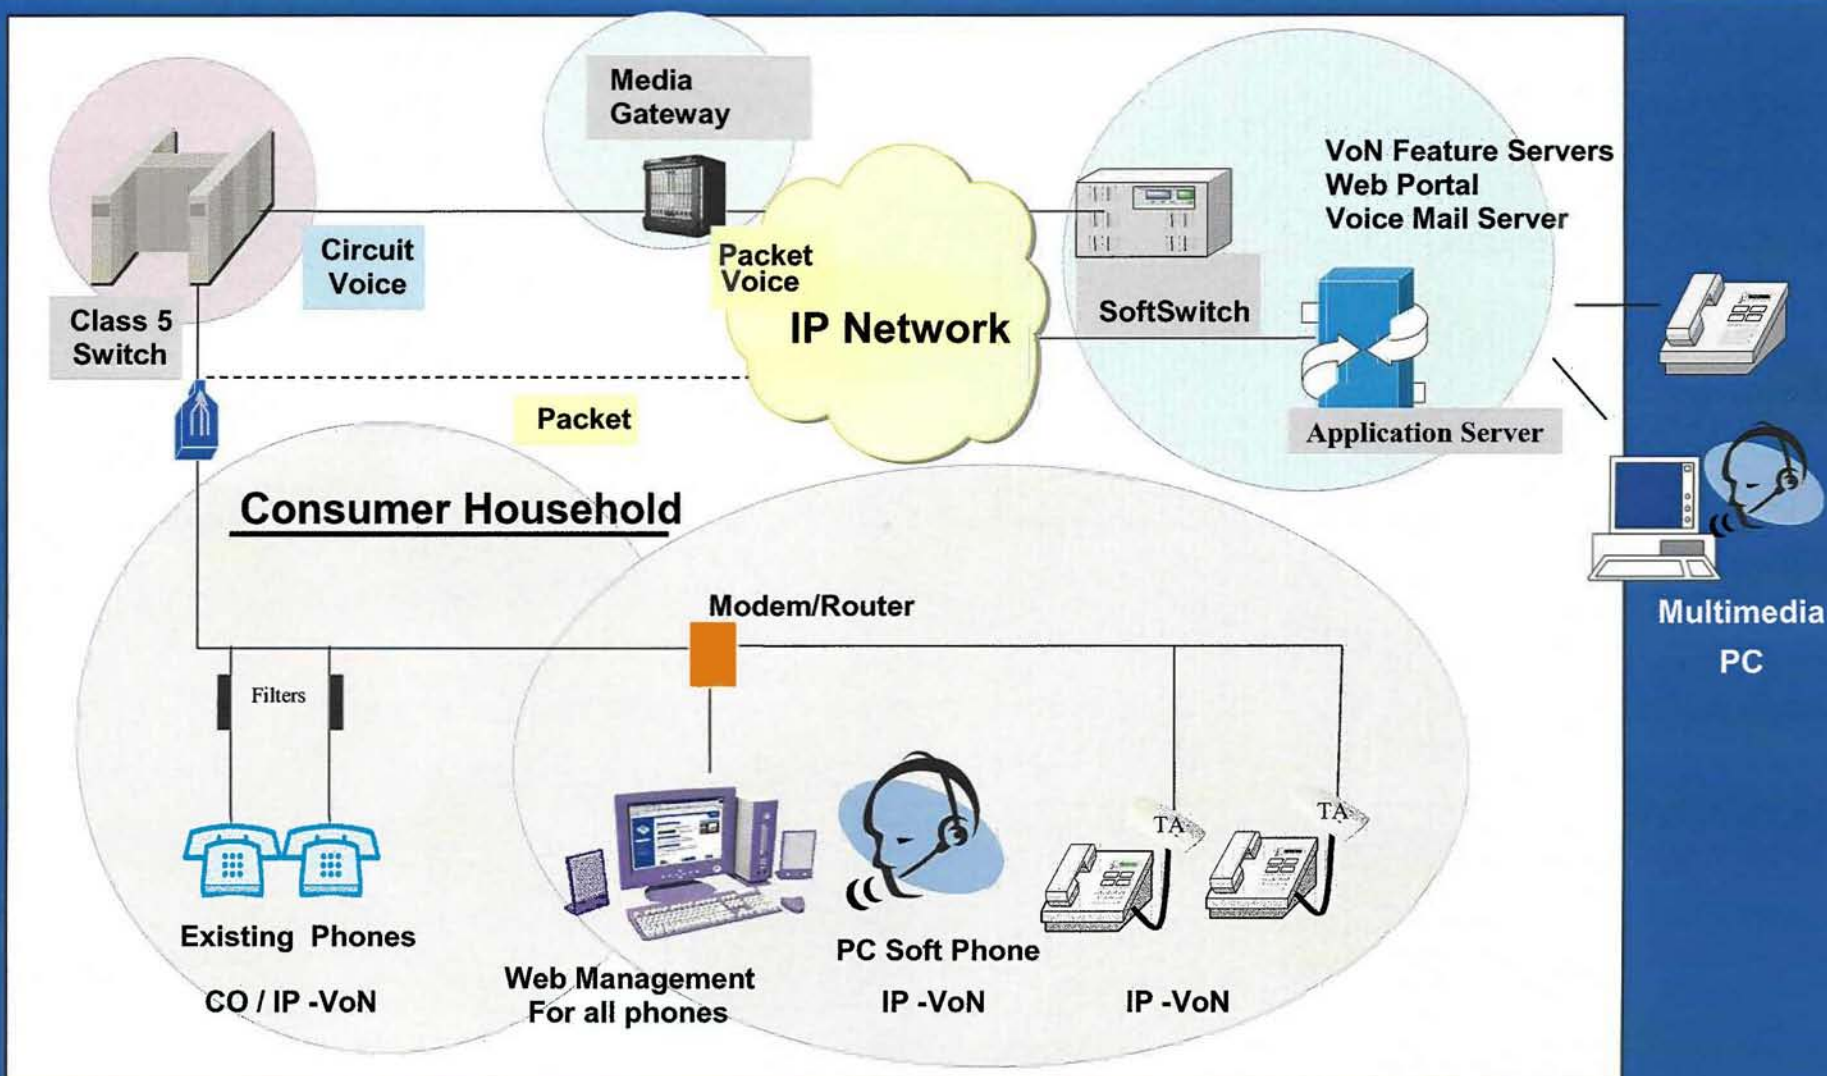 Media
Gateway
VoN Feature Servers
Web Portal
Voice Mail Server
Circuit
Voice
Packet
Voice
Class 5
Switch
IP Network
SoftSwitch
Packet
Application Server
Consumer Household
Modem/Router
Multimedia
PC
Filters
TA
TA
Existing Phones
CO / IP -VoN
Web Management
For all phones
PC Soft Phone
IP -VoN
IP -VoN